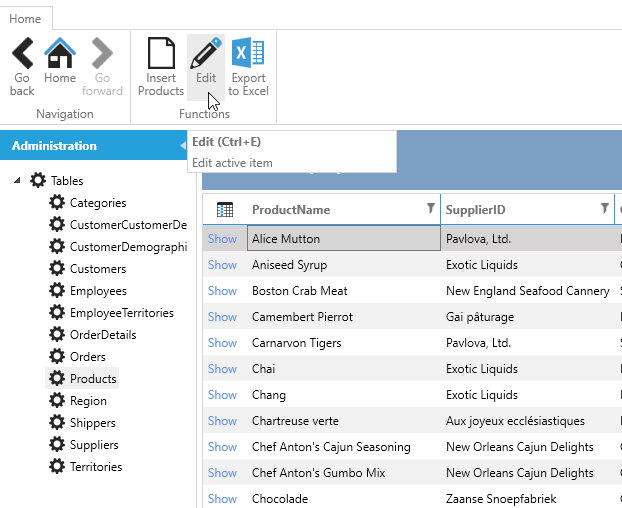 Home
Go back
Home
Go forward
Insert Products
Edit
Export to Excel
Navigation
Functions
Edit (Ctrl+E)
Edit active item
Administration
Tables
Categories
CustomerCustomerDe
CustomerDemographi
Customers
Employees
EmployeeTerritories
OrderDetails
Orders
Products
Region
Shippers
Suppliers
Territories
ProductName SupplierID
Show Alice Mutton Pavlova, Ltd.
Show Aniseed Syrup Exotic Liquids
Show Boston Crab Meat New England Seafood Cannery
Show Camembert Pierrot Gai pâturage
Show Carnarvon Tigers Pavlova, Ltd.
Show Chai Exotic Liquids
Show Chang Exotic Liquids
Show Chartreuse verte Aux joyeux ecclésiastiques
Show Chef Anton's Cajun Seasoning New Orleans Cajun Delights
Show Chef Anton's Gumbo Mix New Orleans Cajun Delights
Show Chocolade Zaanse Snoepfabriek